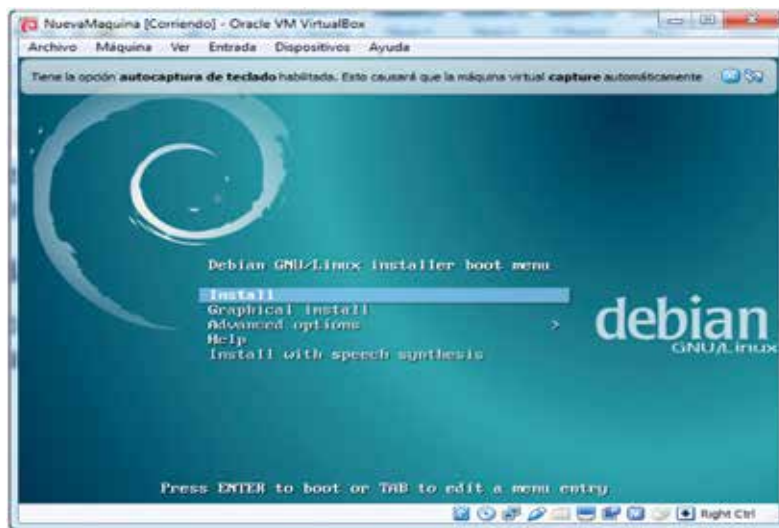 NuevaMaquina [Corriendo] - Oracle VM VirtualBox
Archivo Máquina Ver Entrada Dispositivos Ayuda
Tiene la opción autocaptura de teclado habilitada. Esto causará que la máquina virtual capture automáticamente
Debian GNU/Linux installer boot menu
Install
Graphical install
Advanced options >
Help
Install with speech synthesis
debian
GNU/Linux
Press ENTER to boot or TAB to edit a menu entry
Right Ctrl